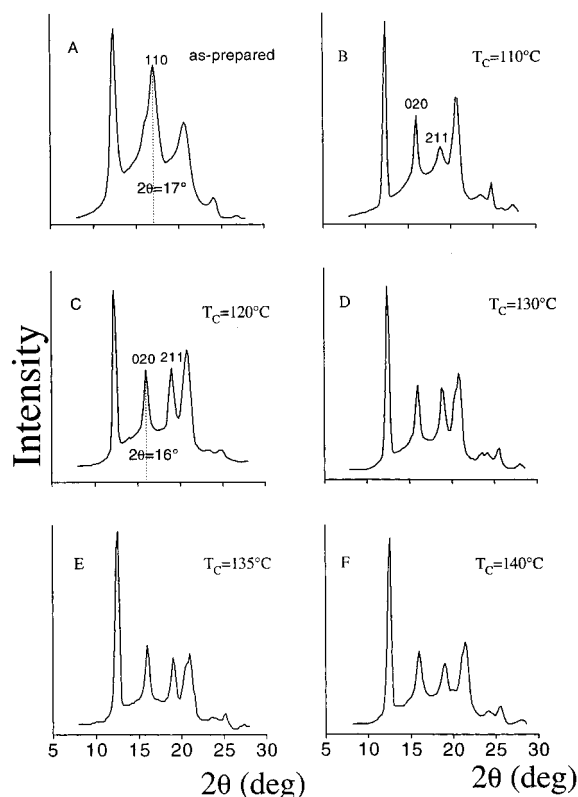 A
110
as-prepared
2θ=17°
B
T_C=110°C
020
211
C
T_C=120°C
020 211
2θ=16°
D
T_C=130°C
E
T_C=135°C
F
T_C=140°C
Intensity
5 10 15 20 25 30
5 10 15 20 25 30
2θ (deg)
2θ (deg)